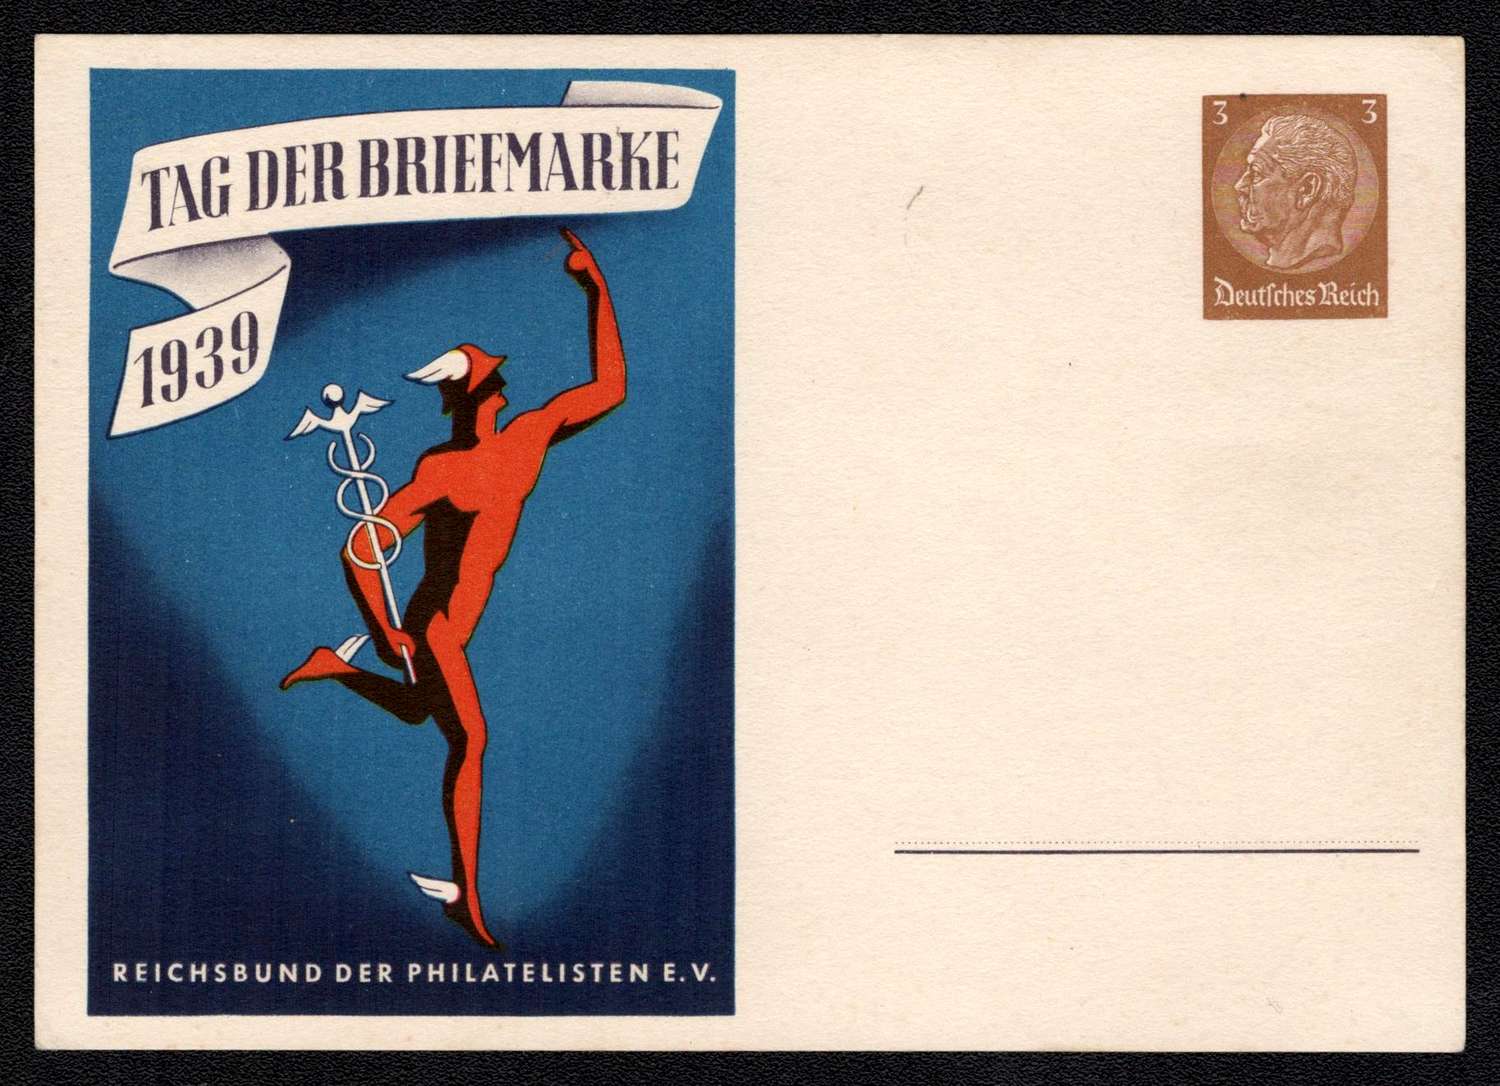 TAG DER BRIEFMARKE
1939
3 3
Deutſches Reich
REICHSBUND DER PHILATELISTEN E.V.